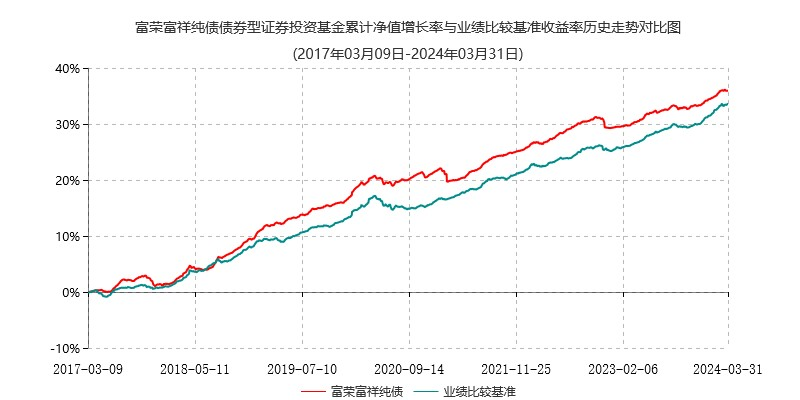 富荣富祥纯债债券型证券投资基金累计净值增长率与业绩比较基准收益率历史走势对比图
(2017年03月09日-2024年03月31日)
40%
30%
20%
10%
0%
-10%
2017-03-09 2018-05-11 2019-07-10 2020-09-14 2021-11-25 2023-02-06 2024-03-31
富荣富祥纯债 业绩比较基准